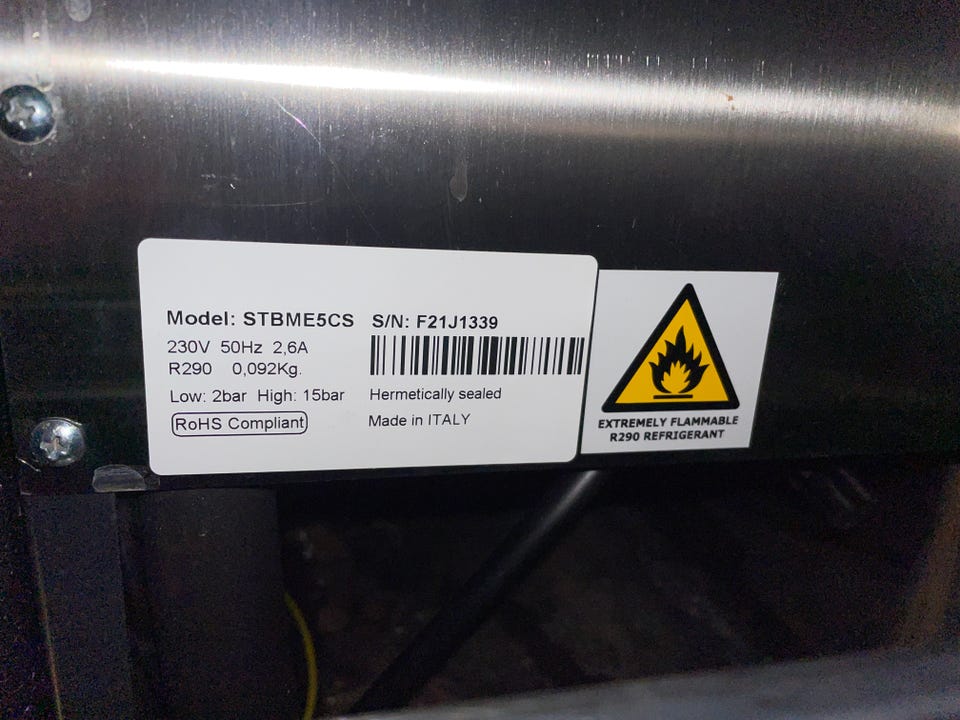 Model: STBME5CS S/N: F21J1339
230V 50Hz 2,6A
R290 0,092Kg.
Low: 2bar High: 15bar Hermetically sealed
RoHS Compliant Made in ITALY
EXTREMELY FLAMMABLE
R290 REFRIGERANT